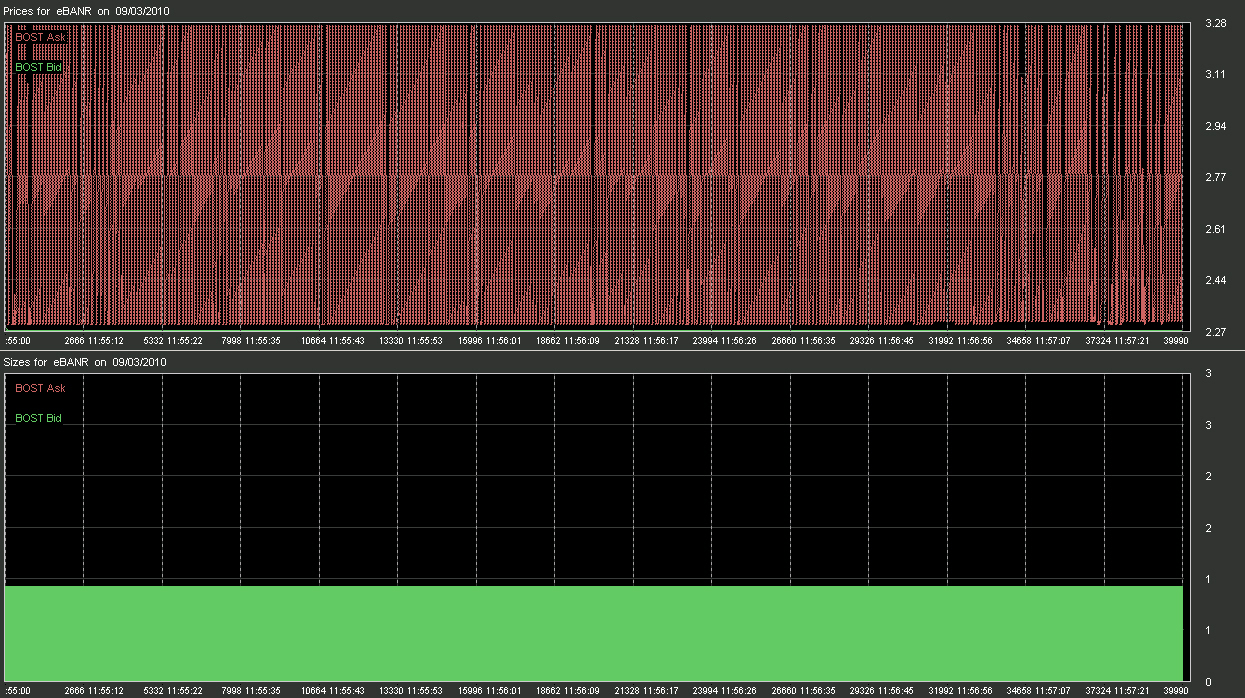 Prices for eBANR on 09/03/2010
BOST Ask
BOST Bid
3.28
3.11
2.94
2.77
2.61
2.44
2.27
:55:00 2666 11:55:12 5332 11:55:22 7998 11:55:35 10664 11:55:43 13330 11:55:53 15996 11:56:01 18662 11:56:09 21328 11:56:17 23994 11:56:26 26660 11:56:35 29326 11:56:45 31992 11:56:56 34658 11:57:07 37324 11:57:21 39990
Sizes for eBANR on 09/03/2010
BOST Ask
BOST Bid
3
3
2
2
1
1
0
:55:00 2666 11:55:12 5332 11:55:22 7998 11:55:35 10664 11:55:43 13330 11:55:53 15996 11:56:01 18662 11:56:09 21328 11:56:17 23994 11:56:26 26660 11:56:35 29326 11:56:45 31992 11:56:56 34658 11:57:07 37324 11:57:21 39990